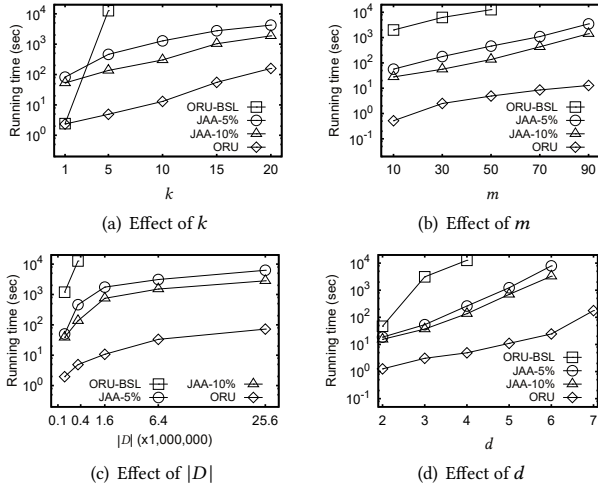 Running time (sec)
10^4
10^3
10^2
10^1
10^0
ORU-BSL
JAA-5%
JAA-10%
ORU
1 5 10 15 20
k
(a) Effect of k
Running time (sec)
10^4
10^3
10^2
10^1
10^0
10^-1
ORU-BSL
JAA-5%
JAA-10%
ORU
10 30 50 70 90
m
(b) Effect of m
Running time (sec)
10^4
10^3
10^2
10^1
10^0
ORU-BSL JAA-10%
JAA-5% ORU
0.1 0.4 1.6 6.4 25.6
|D| (x1,000,000)
(c) Effect of |D|
Running time (sec)
10^4
10^3
10^2
10^1
10^0
10^-1
ORU-BSL
JAA-5%
JAA-10%
ORU
2 3 4 5 6 7
d
(d) Effect of d